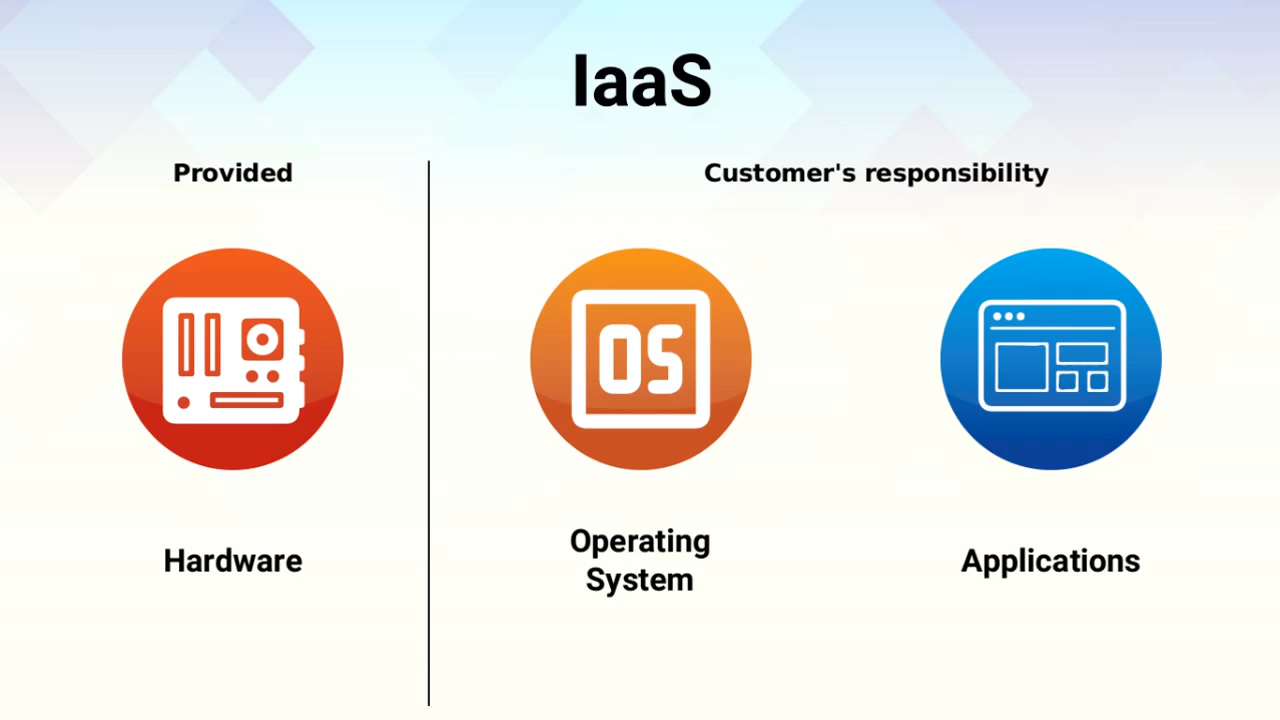 IaaS
Provided
Customer's responsibility
OS
Hardware
Operating
System
Applications